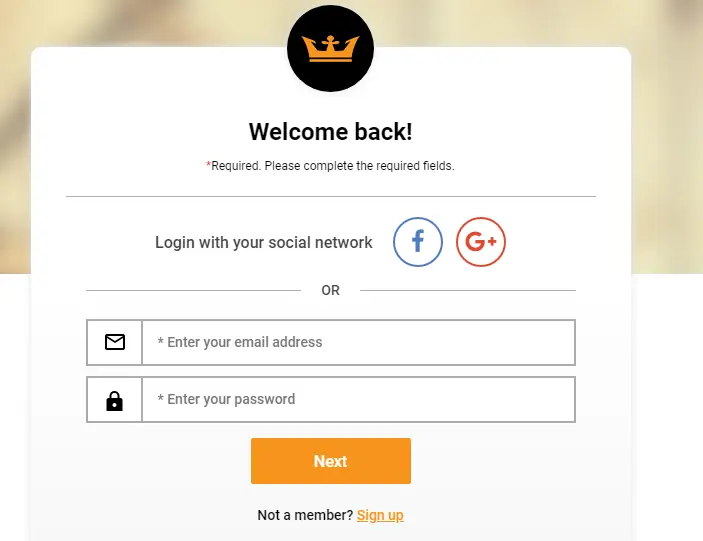 Welcome back!
*Required. Please complete the required fields.
Login with your social network
f
G+
OR
* Enter your email address
* Enter your password
Next
Not a member? Sign up